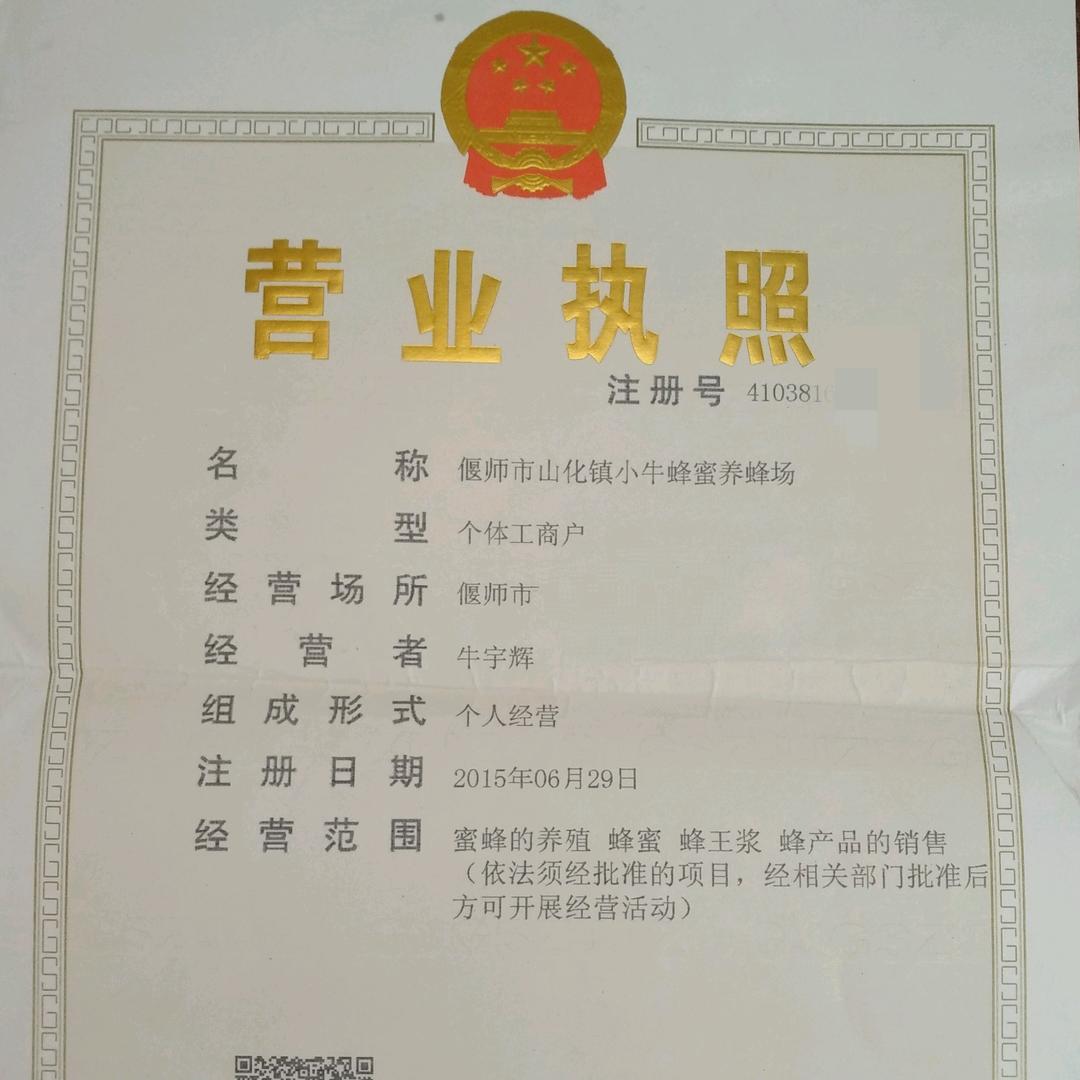 营业执照
注册号 4103816
名称 偃师市山化镇小牛蜂蜜养蜂场
类型 个体工商户
经营场所 偃师市
经营者 牛宇辉
组成形式 个人经营
注册日期 2015年06月29日
经营范围 蜜蜂的养殖 蜂蜜 蜂王浆 蜂产品的销售
（依法须经批准的项目，经相关部门批准后
方可开展经营活动）